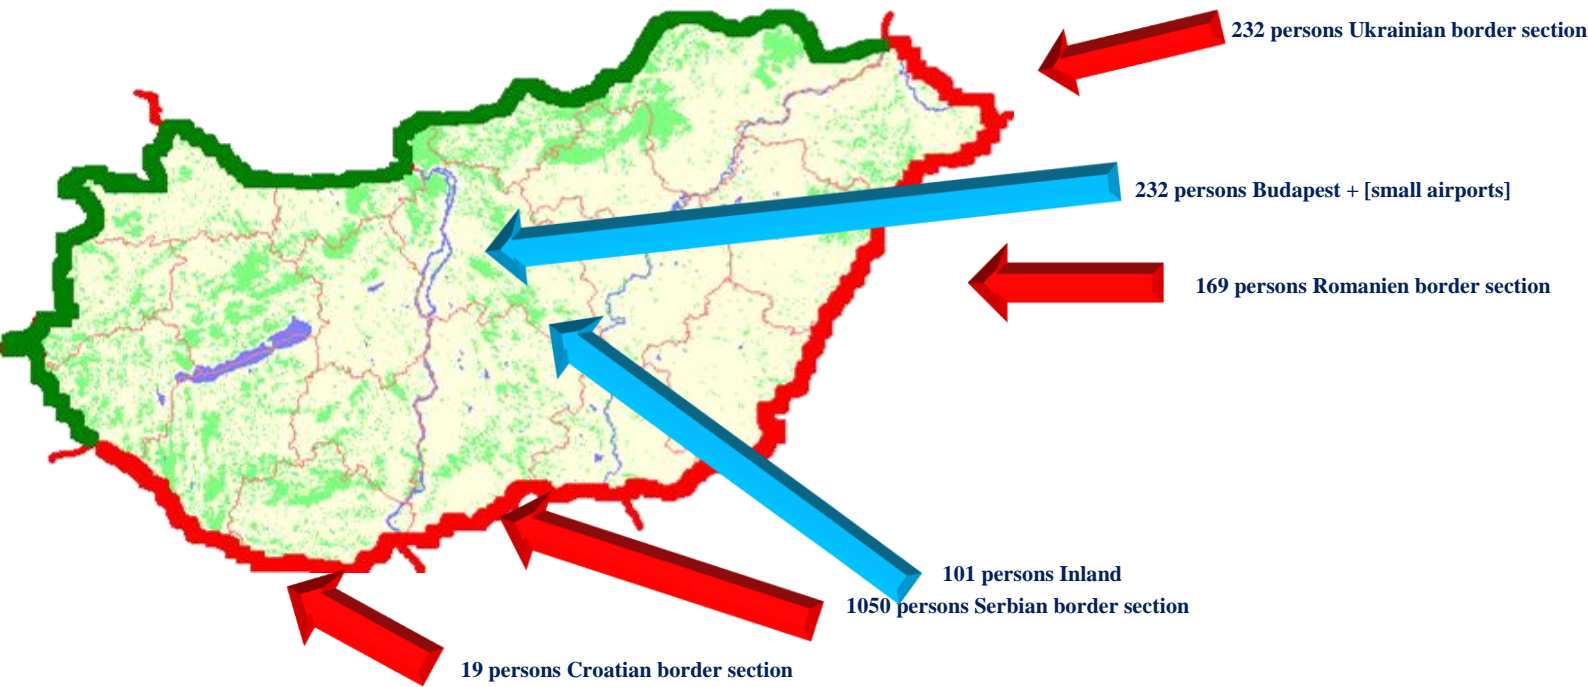 232 persons Ukrainian border section
232 persons Budapest + [small airports]
169 persons Romanien border section
101 persons Inland
1050 persons Serbian border section
19 persons Croatian border section